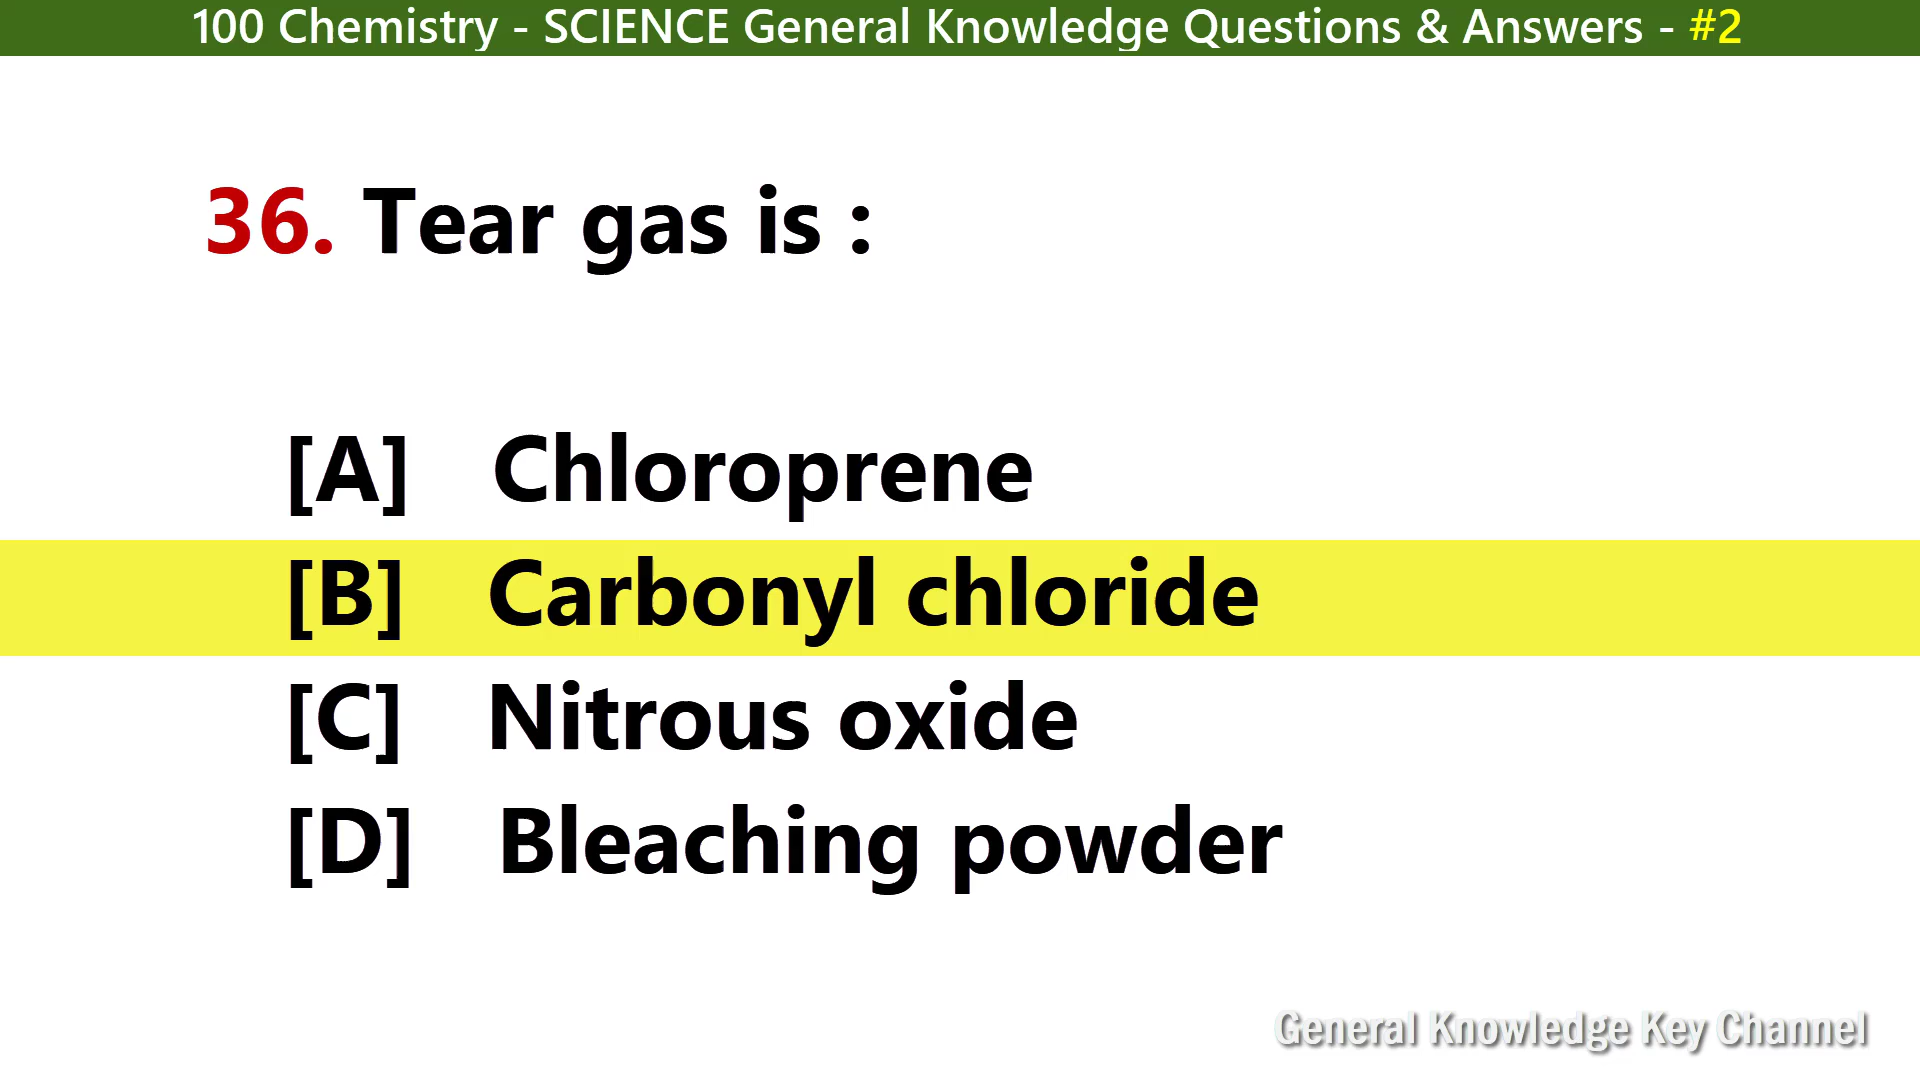 100 Chemistry - SCIENCE General Knowledge Questions & Answers - #2
36. Tear gas is :
[A] Chloroprene
[B] Carbonyl chloride
[C] Nitrous oxide
[D] Bleaching powder
General Knowledge Key Channel